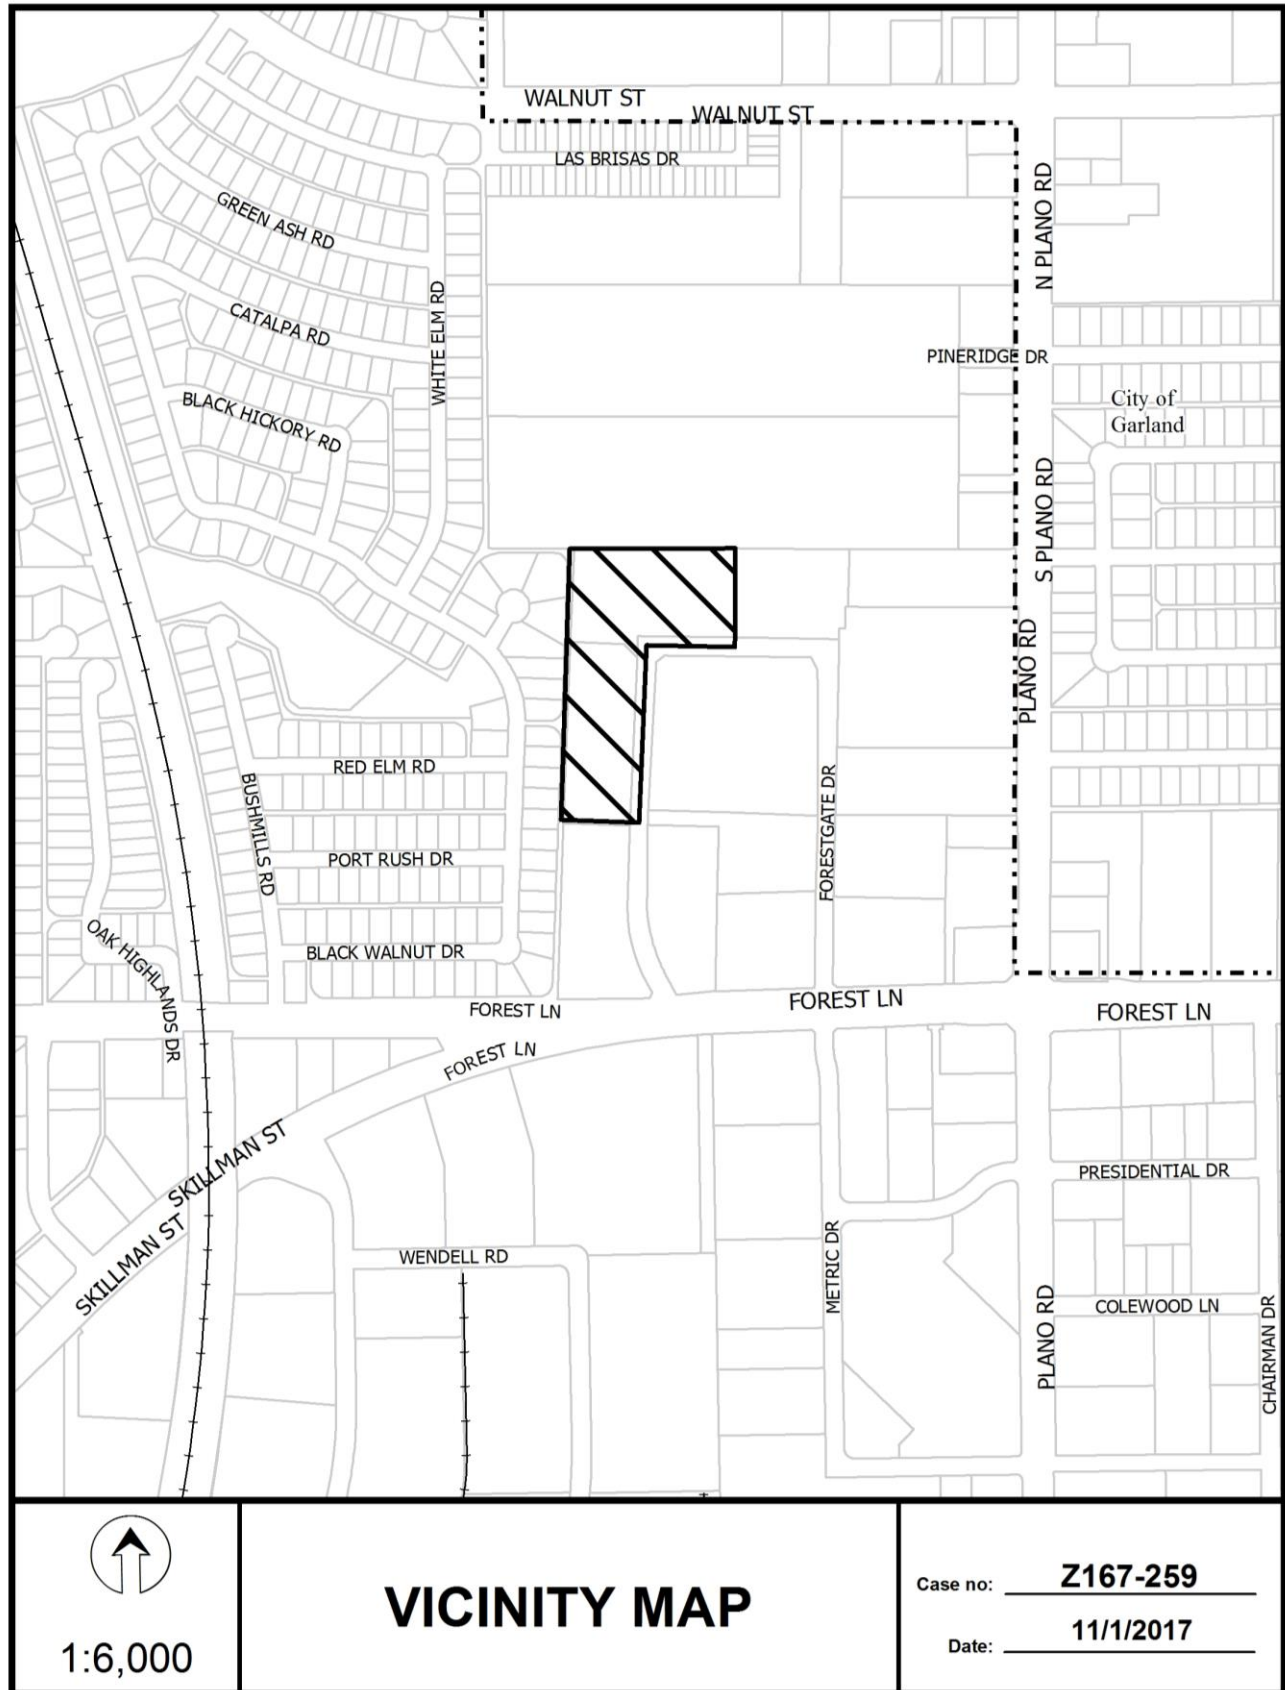 WALNUT ST
WALNUT ST
LAS BRISAS DR
N PLANO RD
GREEN ASH RD
WHITE ELM RD
CATALPA RD
PINERIDGE DR
City of
Garland
BLACK HICKORY RD
S PLANO RD
PLANO RD
RED ELM RD
BUSHMILLS RD
FORESTGATE DR
PORT RUSH DR
OAK HIGHLANDS DR
BLACK WALNUT DR
FOREST LN
FOREST LN
FOREST LN
FOREST LN
SKILLMAN ST
PRESIDENTIAL DR
SKILLMAN ST
WENDELL RD
METRIC DR
PLANO RD
COLEWOOD LN
CHAIRMAN DR
1:6,000
VICINITY MAP
Case no: Z167-259
Date: 11/1/2017